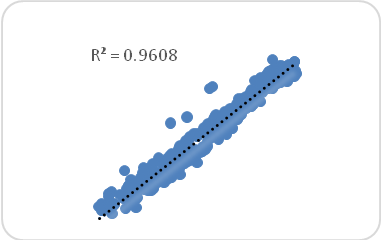 R² = 0.9608